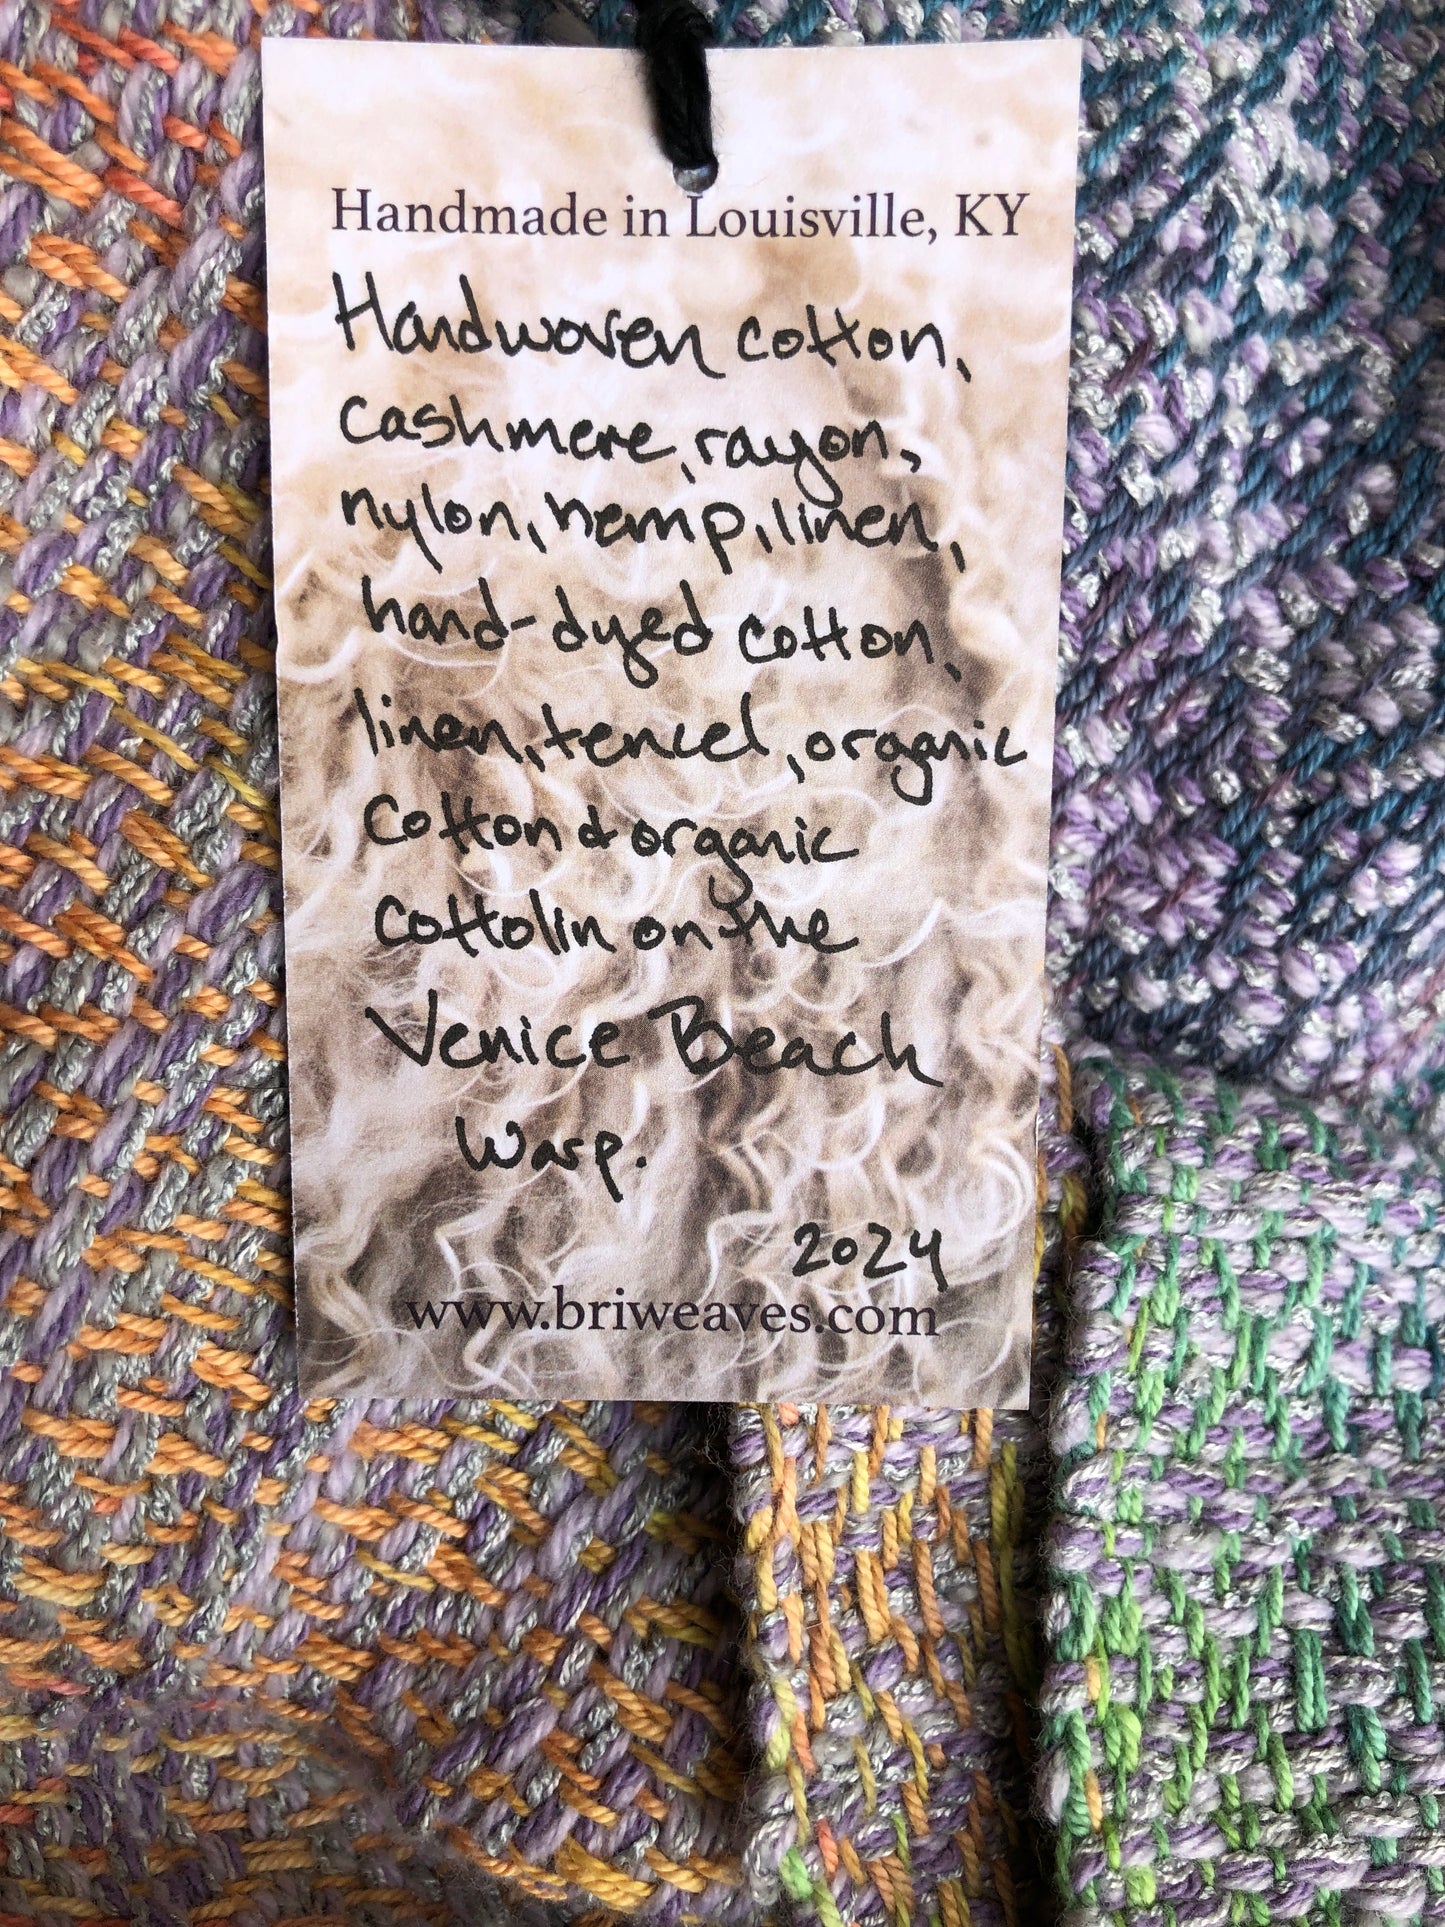 Handmade in Louisville, KY
Handwoven cotton,
cashmere, rayon,
nylon, hemp, linen,
hand-dyed cotton,
linen, tencel, organic
cotton & organic
cottolin on the
Venice Beach
warp.
2024
www.briweaves.com